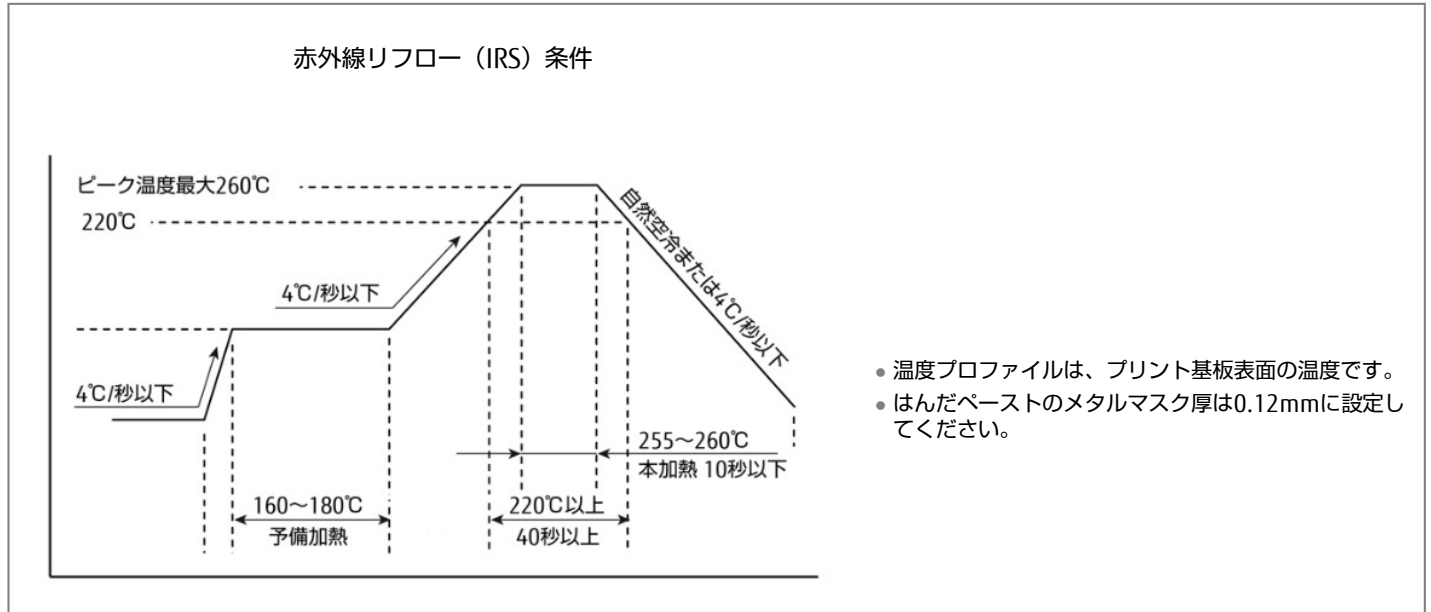 赤外線リフロー（IRS）条件
ピーク温度最大260℃
220℃
自然空冷または4℃/秒以下
4℃/秒以下
4℃/秒以下
255～260℃
本加熱 10秒以下
160～180℃
予備加熱
220℃以上
40秒以上
● 温度プロファイルは、プリント基板表面の温度です。
● はんだペーストのメタルマスク厚は0.12mmに設定し
てください。